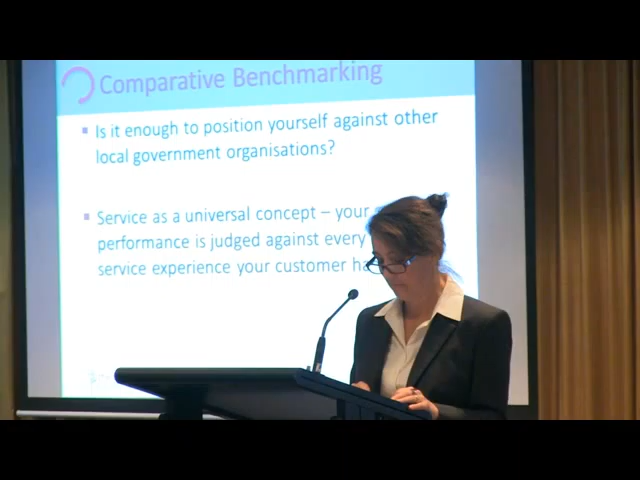 Comparative Benchmarking
Is it enough to position yourself against other
local government organisations?
Service as a universal concept – your
performance is judged against every
service experience your customer ha